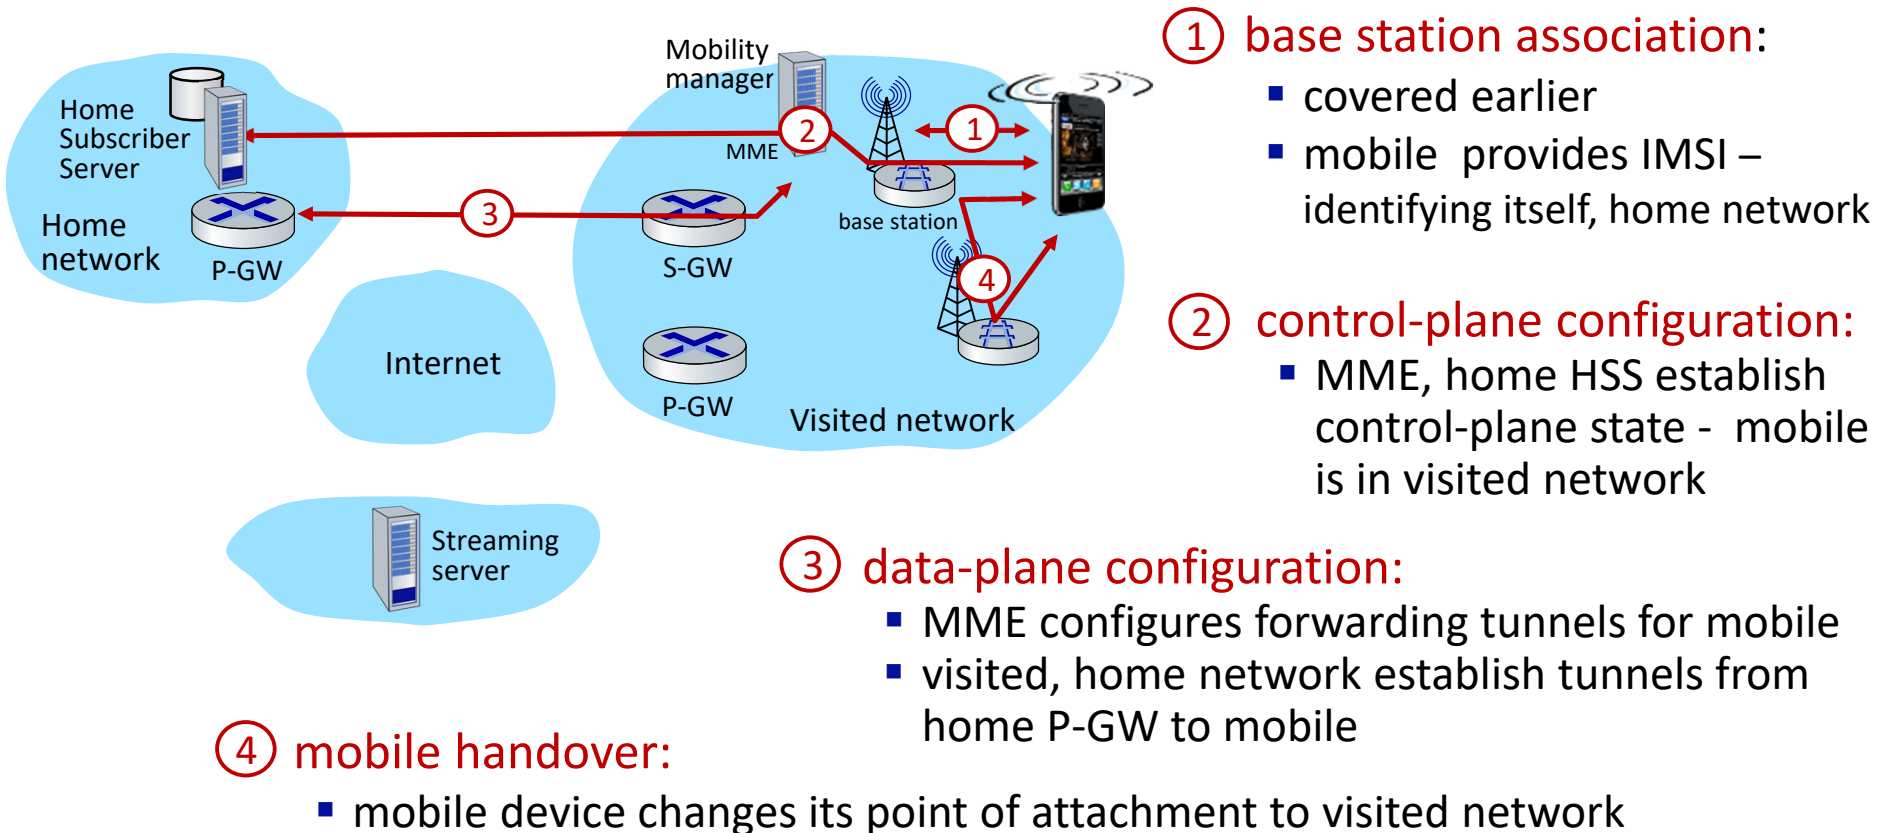 Home
Subscriber
Server
Home
network
P-GW
Mobility
manager
MME
2
1
3
S-GW
base station
4
P-GW
Visited network
Internet
Streaming
server
1 base station association:
▪ covered earlier
▪ mobile provides IMSI –
identifying itself, home network
2 control-plane configuration:
▪ MME, home HSS establish
control-plane state - mobile
is in visited network
3 data-plane configuration:
▪ MME configures forwarding tunnels for mobile
▪ visited, home network establish tunnels from
home P-GW to mobile
4 mobile handover:
▪ mobile device changes its point of attachment to visited network